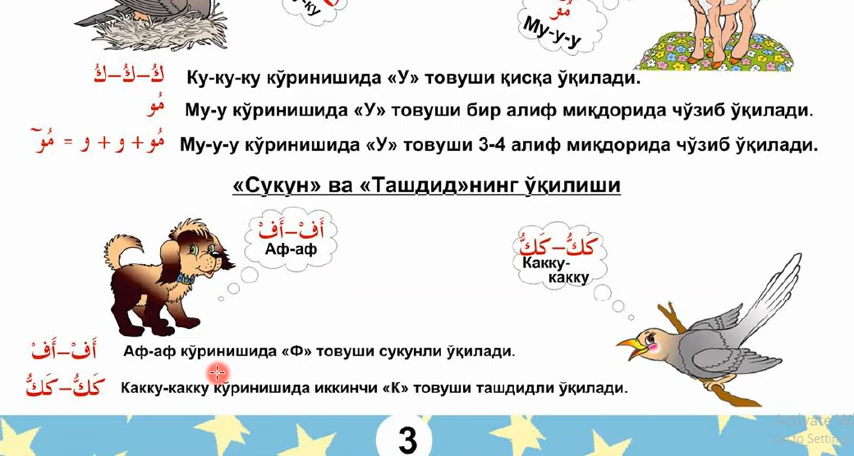 ку
مُو
Му-у-у
كُ–كُ–كُ Ку-ку-ку кўринишида «У» товуши қисқа ўқилади.
مُو Му-у кўринишида «У» товуши бир алиф миқдорида чўзиб ўқилади.
مُو + و + و = مُوٓ Му-у-у кўринишида «У» товуши 3-4 алиф миқдорида чўзиб ўқилади.
«Сукун» ва «Ташдид»нинг ўқилиши
أَفْ–أَفْ
Аф-аф
كَكُّ–كَكُّ
Какку-
какку
أَفْ–أَفْ Аф-аф кўринишида «Ф» товуши сукунли ўқилади.
كَكُّ–كَكُّ Какку-какку кўринишида иккинчи «К» товуши ташдидли ўқилади.
3
Activate